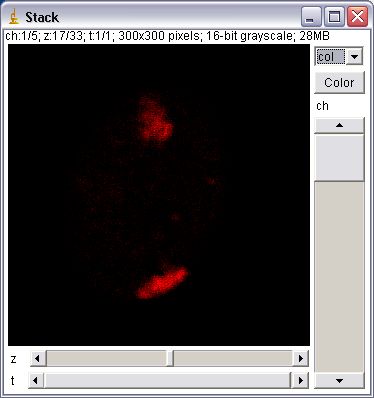 Stack
ch:1/5; z:17/33; t:1/1; 300x300 pixels; 16-bit grayscale; 28MB
col
Color
ch
z
t